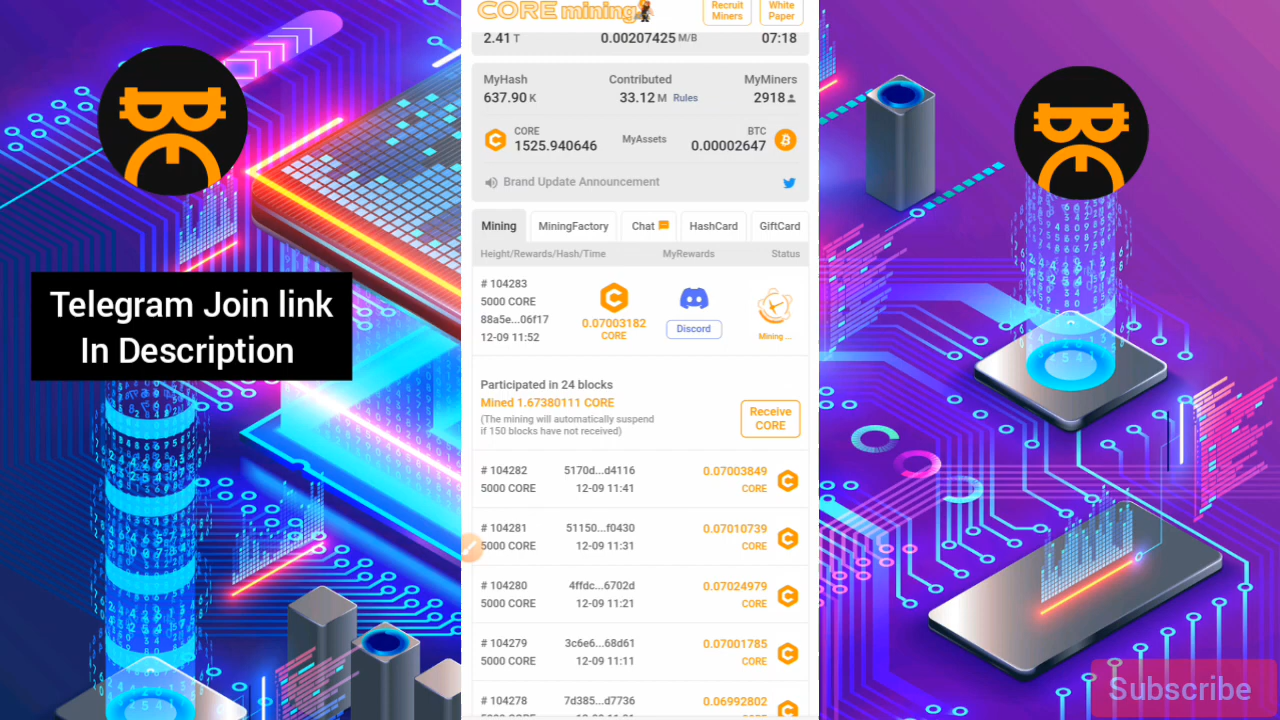 CORE mining
Recruit Miners
White Paper
2.41 T
0.00207425 M/B
07:18
MyHash
Contributed
MyMiners
637.90 K
33.12 M Rules
2918
CORE
1525.940646
MyAssets
BTC
0.00002647
Brand Update Announcement
Mining
MiningFactory
Chat
HashCard
GiftCard
Height/Rewards/Hash/Time
MyRewards
Status
# 104283
5000 CORE
88a5e...06f17
12-09 11:52
0.07003182
CORE
Discord
Mining ...
Participated in 24 blocks
Mined 1.67380111 CORE
(The mining will automatically suspend
if 150 blocks have not received)
Receive
CORE
# 104282
5170d...d4116
0.07003849
5000 CORE
12-09 11:41
CORE
# 104281
51150...f0430
0.07010739
5000 CORE
12-09 11:31
CORE
# 104280
4ffdc...6702d
0.07024979
5000 CORE
12-09 11:21
CORE
# 104279
3c6e6...68d61
0.07001785
5000 CORE
12-09 11:11
CORE
# 104278
7d385...d7736
0.06992802
Telegram Join link
In Description
Subscribe